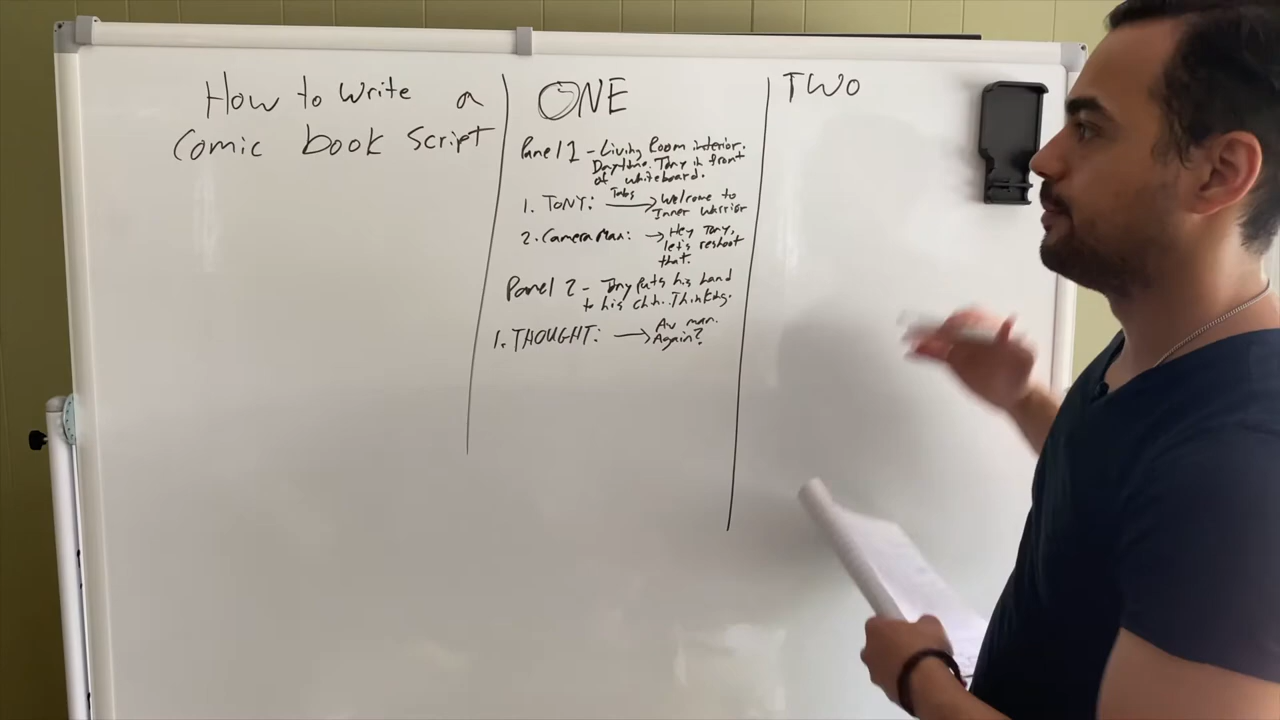 How to Write a
Comic book Script
ONE
Panel 1 - Living Room interior.
Daytime. Tony in front
of whiteboard.
Tabs
1. TONY: → Welcome to
Inner Warrior
2. Camera Man: → Hey Tony,
let's reshoot
that.
Panel 2 - Tony puts his hand
to his chin. Thinking.
1. THOUGHT: → Aw man.
Again?
TWO